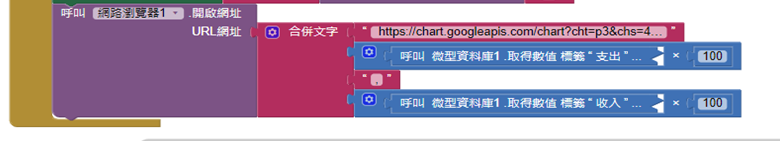 呼叫 網路瀏覽器1 .開啟網址
URL網址 合併文字 " https://chart.googleapis.com/chart?cht=p3&chs=4... "
呼叫 微型資料庫1 .取得數值 標籤 " 支出 " ... × 100
" , "
呼叫 微型資料庫1 .取得數值 標籤 " 收入 " ... × 100